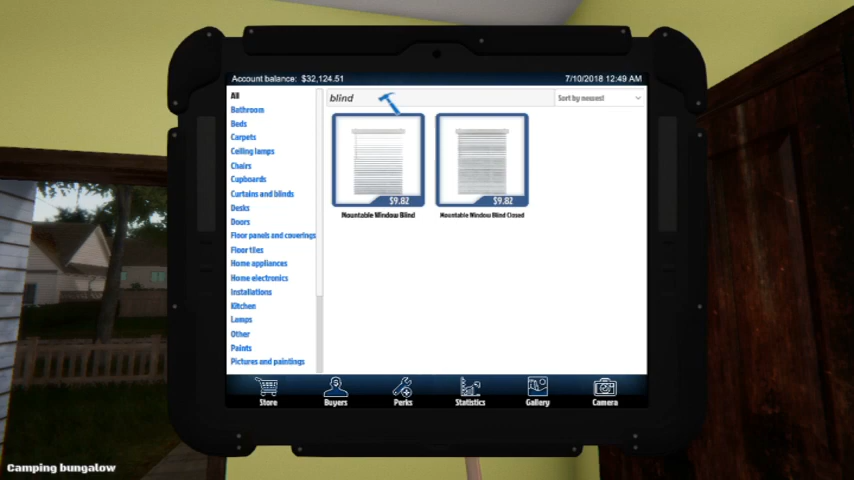 Account balance: $32,124.51
7/10/2018 12:49 AM
All
Bathroom
Beds
Carpets
Ceiling lamps
Chairs
Cupboards
Curtains and blinds
Desks
Doors
Floor panels and coverings
Floor tiles
Home appliances
Home electronics
Installations
Kitchen
Lamps
Other
Paints
Pictures and paintings
blind
Sort by newest
$9.82
$9.82
Mountable Window Blind
Mountable Window Blind Closed
Store
Buyers
Perks
Statistics
Gallery
Camera
Camping bungalow